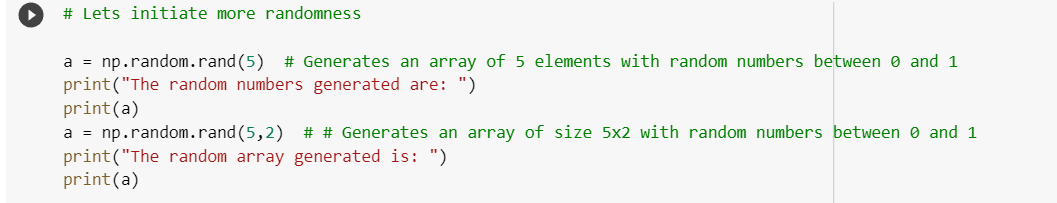 # Lets initiate more randomness
a = np.random.rand(5)  # Generates an array of 5 elements with random numbers between 0 and 1
print("The random numbers generated are: ")
print(a)
a = np.random.rand(5,2)  # # Generates an array of size 5x2 with random numbers between 0 and 1
print("The random array generated is: ")
print(a)